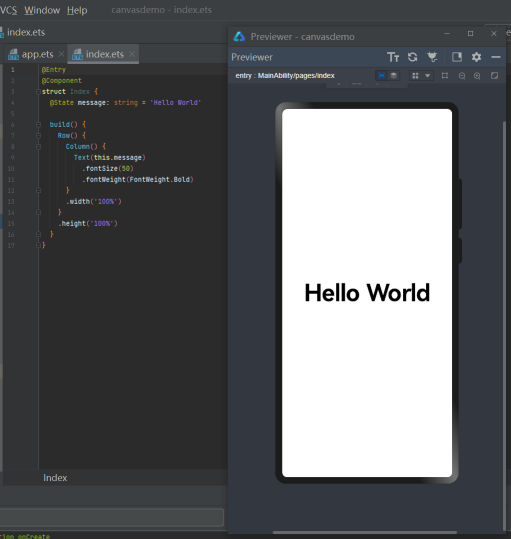 VCS Window Help canvasdemo - index.ets
index.ets
app.ets index.ets
1 @Entry
2 @Component
3 struct Index {
4 @State message: string = 'Hello World'
5
6 build() {
7 Row() {
8 Column() {
9 Text(this.message)
10 .fontSize(50)
11 .fontWeight(FontWeight.Bold)
12 }
13 .width('100%')
14 }
15 .height('100%')
16 }
17 }
Index
Previewer - canvasdemo
Previewer
entry : MainAbility/pages/index
Hello World